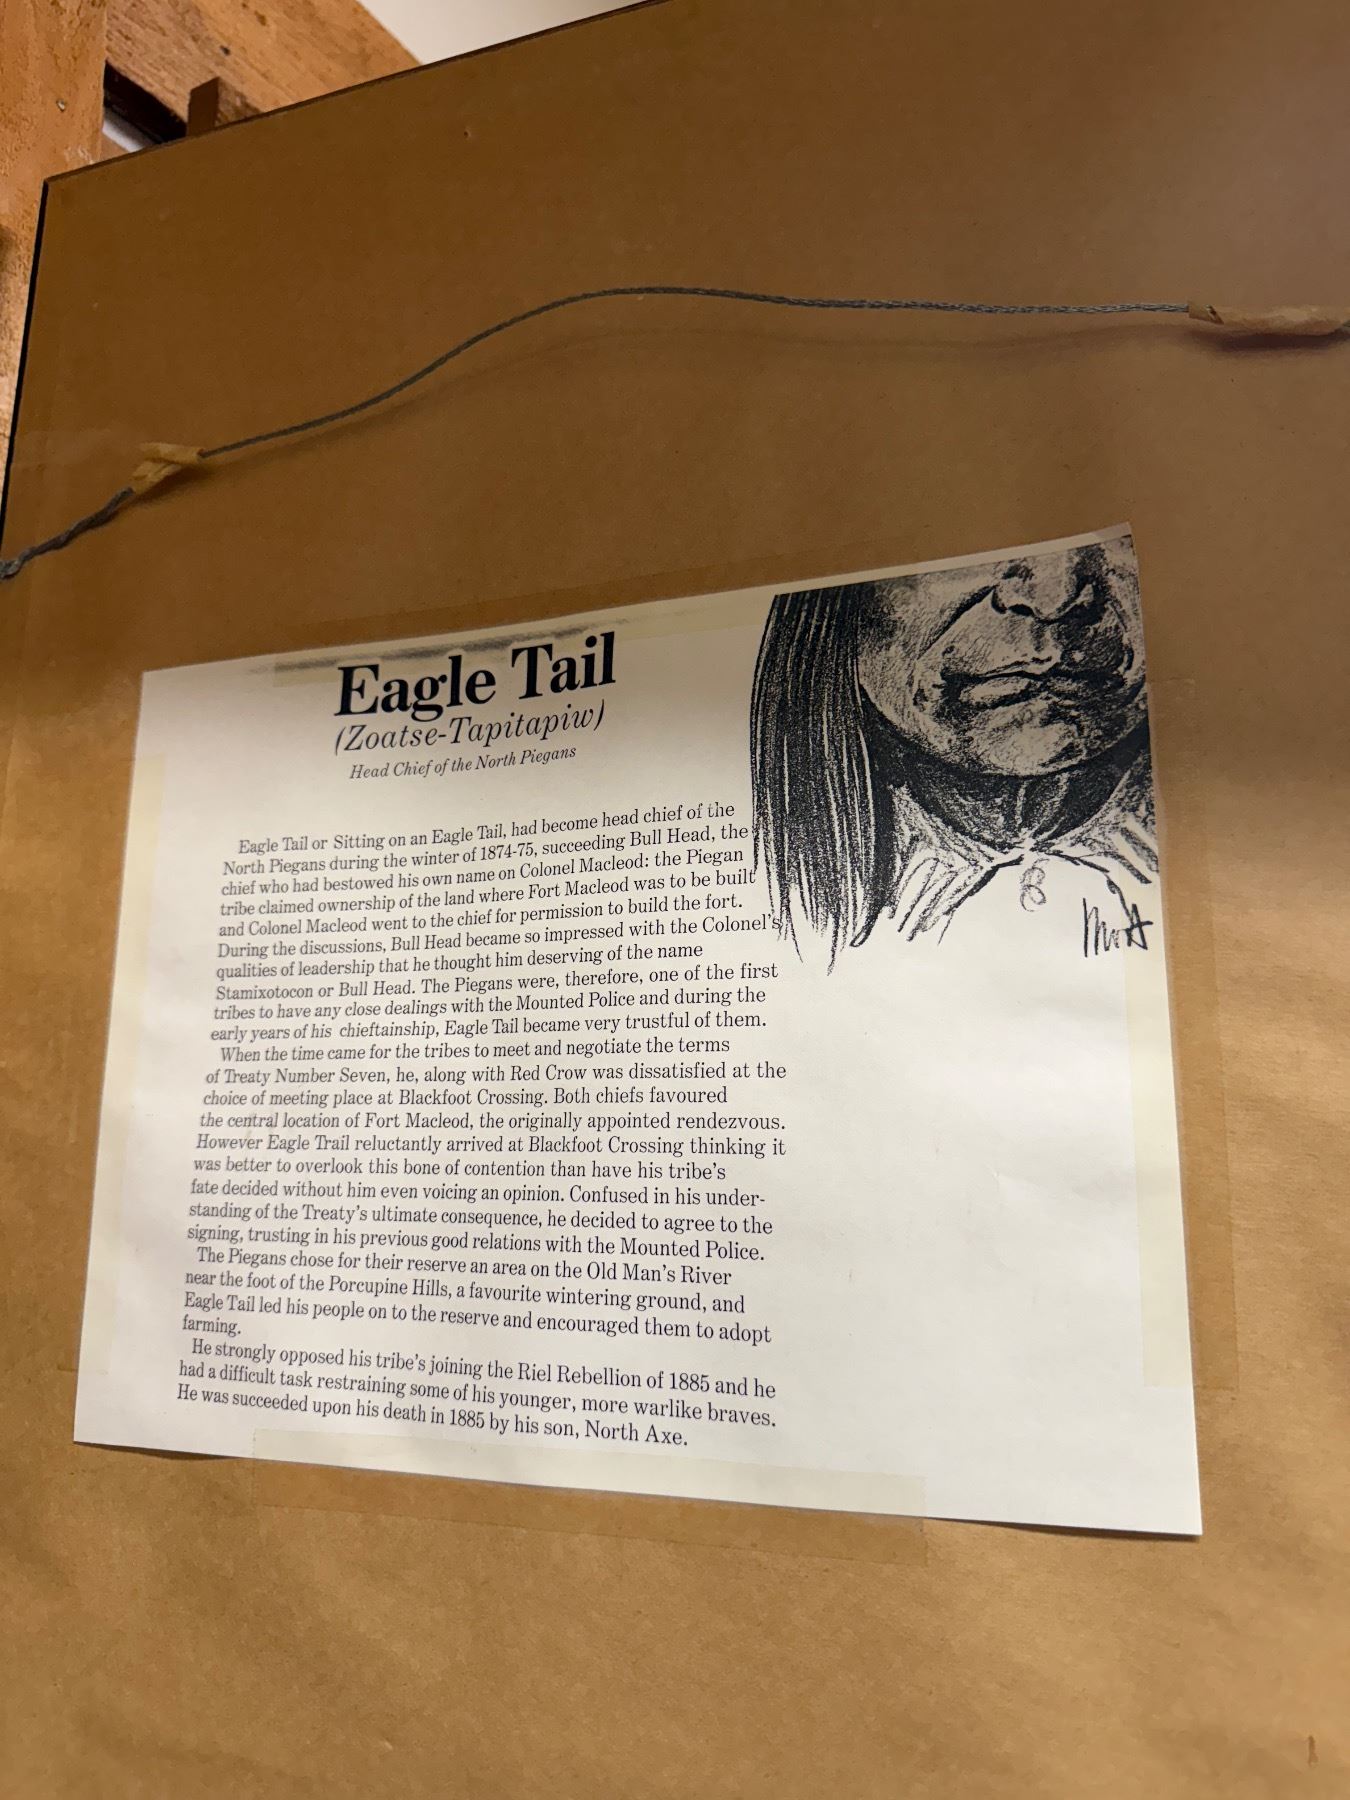 Eagle Tail
(Zoatse-Tapitapiw)
Head Chief of the North Piegans
Eagle Tail or Sitting on an Eagle Tail, had become head chief of the
North Piegans during the winter of 1874-75, succeeding Bull Head, the
chief who had bestowed his own name on Colonel Macleod: the Piegan
tribe claimed ownership of the land where Fort Macleod was to be built
and Colonel Macleod went to the chief for permission to build the fort.
During the discussions, Bull Head became so impressed with the Colonel's
qualities of leadership that he thought him deserving of the name
Stamixotocon or Bull Head. The Piegans were, therefore, one of the first
tribes to have any close dealings with the Mounted Police and during the
early years of his chieftainship, Eagle Tail became very trustful of them.
When the time came for the tribes to meet and negotiate the terms
of Treaty Number Seven, he, along with Red Crow was dissatisfied at the
choice of meeting place at Blackfoot Crossing. Both chiefs favoured
the central location of Fort Macleod, the originally appointed rendezvous.
However Eagle Trail reluctantly arrived at Blackfoot Crossing thinking it
was better to overlook this bone of contention than have his tribe's
fate decided without him even voicing an opinion. Confused in his under-
standing of the Treaty's ultimate consequence, he decided to agree to the
signing, trusting in his previous good relations with the Mounted Police.
The Piegans chose for their reserve an area on the Old Man's River
near the foot of the Porcupine Hills, a favourite wintering ground, and
Eagle Tail led his people on to the reserve and encouraged them to adopt
farming.
He strongly opposed his tribe's joining the Riel Rebellion of 1885 and he
had a difficult task restraining some of his younger, more warlike braves.
He was succeeded upon his death in 1885 by his son, North Axe.